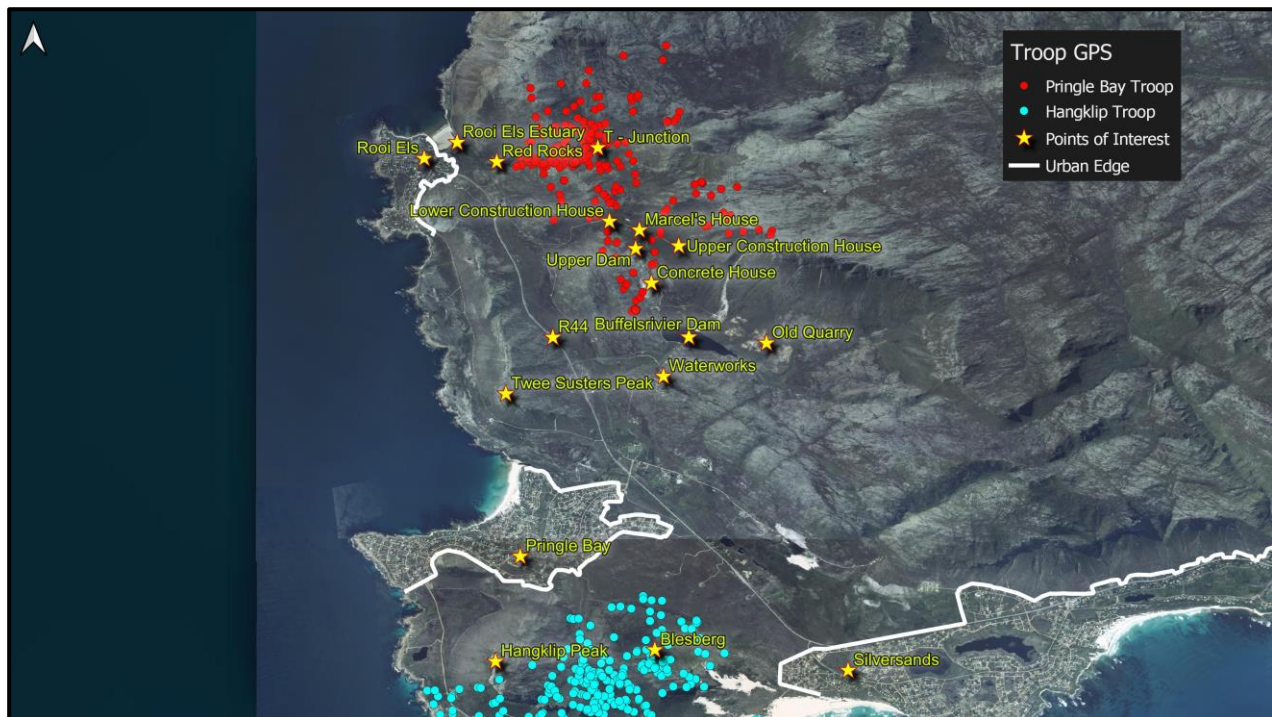 Troop GPS
Pringle Bay Troop
Hangklip Troop
Points of Interest
Urban Edge
Rooi Els Estuary
T - Junction
Rooi Els
Red Rocks
Lower Construction House
Marcel's House
Upper Construction House
Upper Dam
Concrete House
R44
Buffelsrivier Dam
Old Quarry
Waterworks
Twee Susters Peak
Pringle Bay
Blesberg
Hangklip Peak
Silversands